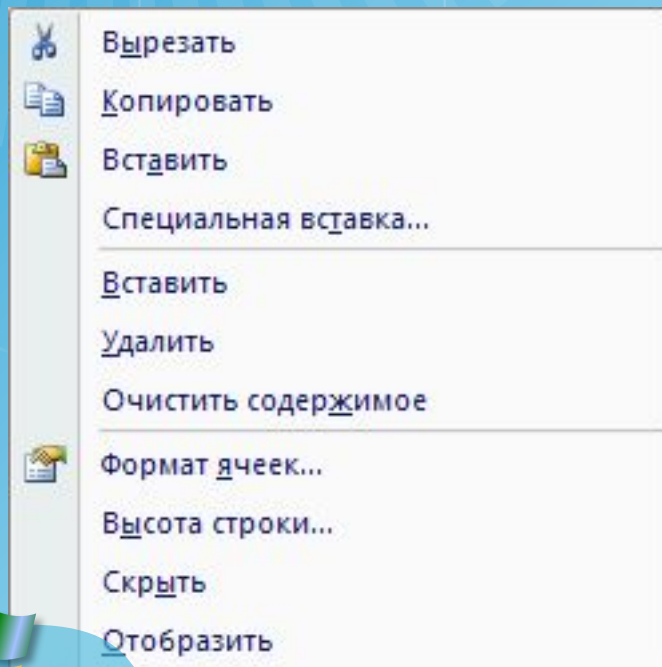 Вырезать
Копировать
Вставить
Специальная вставка...
Вставить
Удалить
Очистить содержимое
Формат ячеек...
Высота строки...
Скрыть
Отобразить